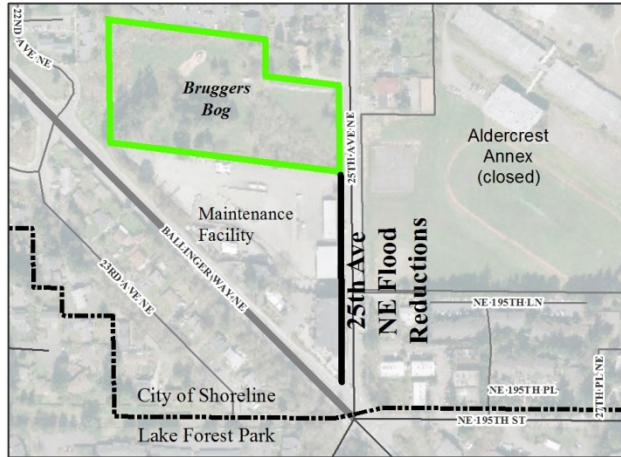 22ND AVE NE
Bruggers
Bog
25TH AVE NE
Aldercrest
Annex
(closed)
Maintenance
Facility
BALLINGER WAY NE
23RD AVE NE
25th Ave
NE Flood
Reductions
NE 195TH LN
City of Shoreline
Lake Forest Park
NE 195TH PL
NE 195TH ST
27TH PL NE